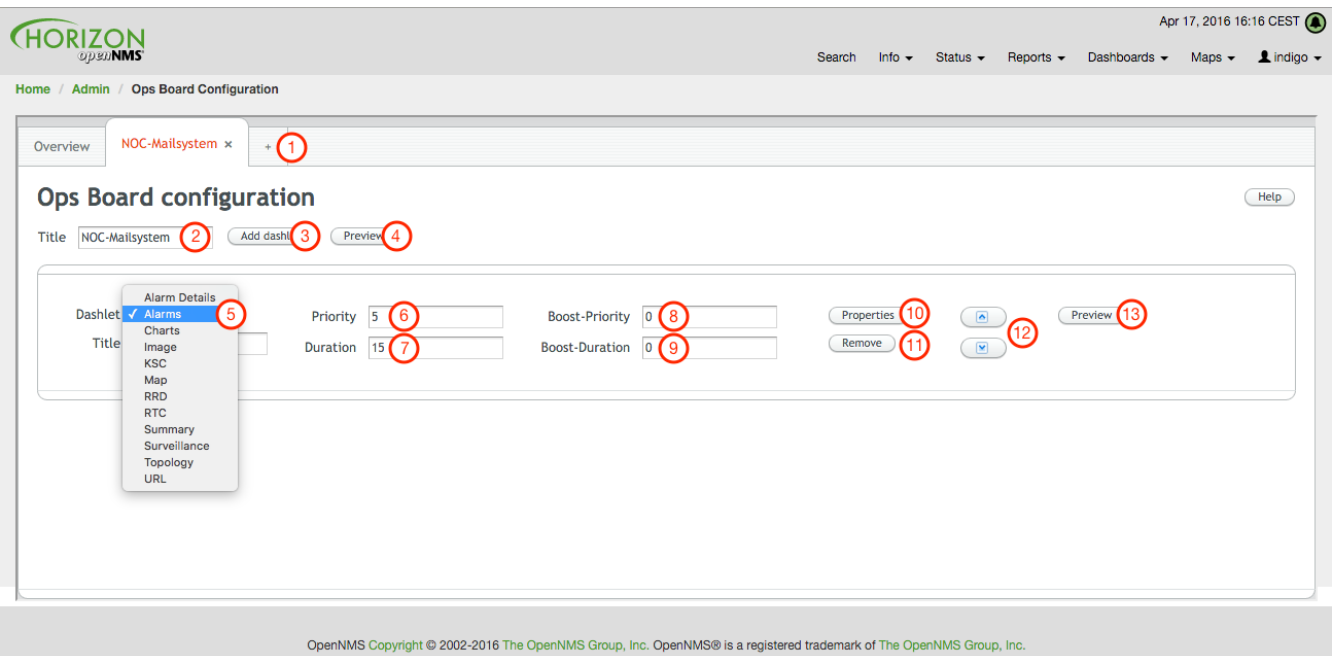 Apr 17, 2016 16:16 CEST
HORIZON
openNMS
Search Info Status Reports Dashboards Maps indigo
Home / Admin / Ops Board Configuration
Overview NOC-Mailsystem × + 1
Ops Board configuration
Help
Title NOC-Mailsystem 2 Add dashl 3 Preview 4
Alarm Details
Dashlet ✓ Alarms 5 Priority 5 6 Boost-Priority 0 8 Properties 10 Preview 13
Charts
12
Title Image Duration 15 7 Boost-Duration 0 9 Remove 11
KSC
Map
RRD
RTC
Summary
Surveillance
Topology
URL
OpenNMS Copyright © 2002-2016 The OpenNMS Group, Inc. OpenNMS® is a registered trademark of The OpenNMS Group, Inc.